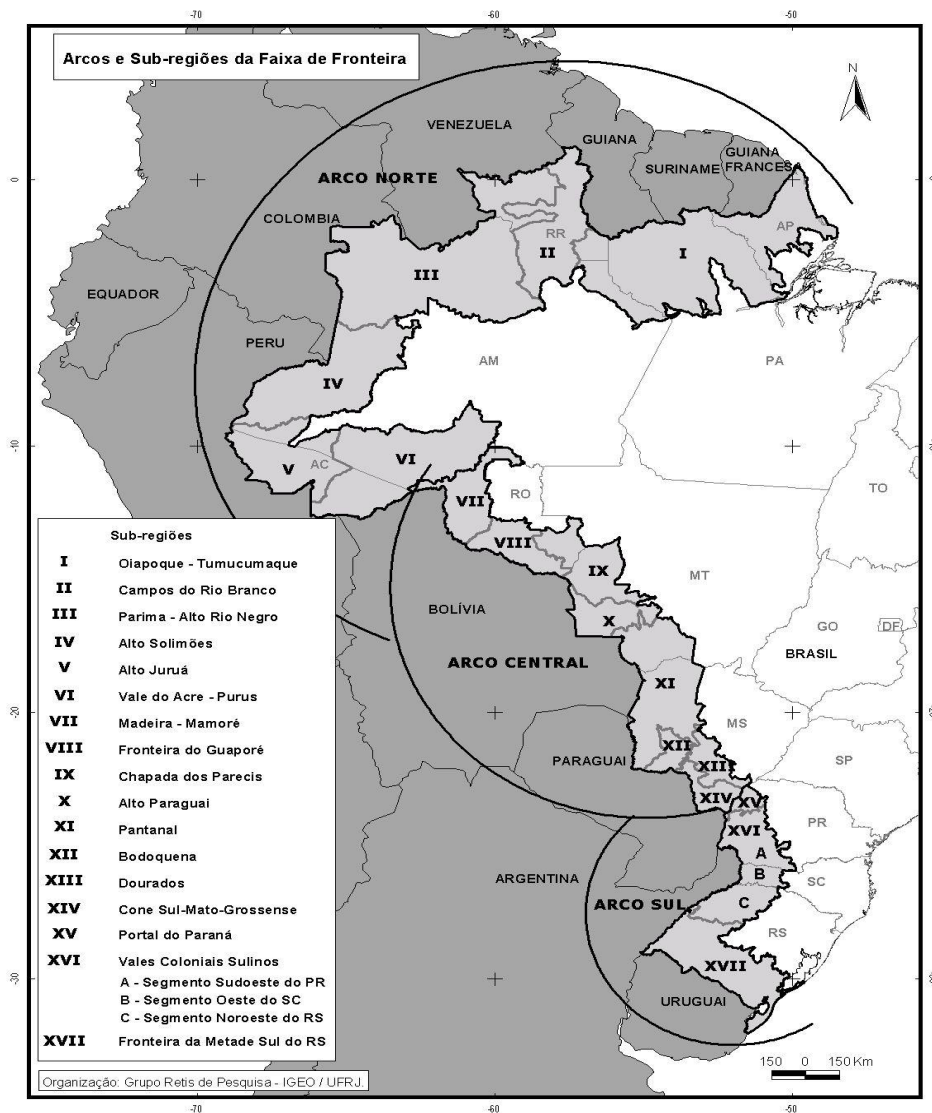 -70 -60 -50
Arcos e Sub-regiões da Faixa de Fronteira
N
VENEZUELA
GUIANA
GUIANA
FRANCESA
SURINAME
ARCO NORTE
0
COLOMBIA
AP
RR
II
I
III
EQUADOR
PERU
AM
PA
IV
-10
V
AC
VI
TO
VII
RO
VIII
IX
MT
BOLÍVIA
X
GO
DF
BRASIL
ARCO CENTRAL
XI
-20
MS
XII
PARAGUAI
XIII
SP
XIV
XV
XVI
PR
A
B
SC
ARGENTINA
ARCO SUL
C
RS
XVII
-30
URUGUAI
Sub-regiões
I Oiapoque - Tumucumaque
II Campos do Rio Branco
III Parima - Alto Rio Negro
IV Alto Solimões
V Alto Juruá
VI Vale do Acre - Purus
VII Madeira - Mamoré
VIII Fronteira do Guaporé
IX Chapada dos Parecis
X Alto Paraguai
XI Pantanal
XII Bodoquena
XIII Dourados
XIV Cone Sul-Mato-Grossense
XV Portal do Paraná
XVI Vales Coloniais Sulinos
A - Segmento Sudoeste do PR
B - Segmento Oeste do SC
C - Segmento Noroeste do RS
XVII Fronteira da Metade Sul do RS
150 0 150 Km
Organização: Grupo Retis de Pesquisa - IGEO / UFRJ.
-70 -60 -50